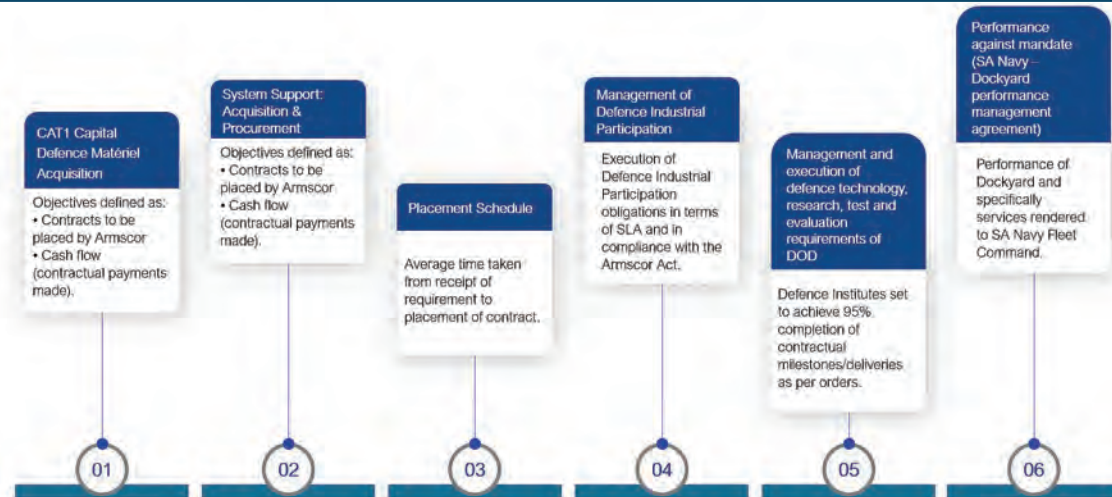 CAT1 Capital
Defence Matériel
Acquisition
Objectives defined as:
• Contracts to be
placed by Armscor
• Cash flow
(contractual payments
made).
01
System Support:
Acquisition &
Procurement
Objectives defined as:
• Contracts to be
placed by Armscor
• Cash flow
(contractual payments
made).
02
Placement Schedule
Average time taken
from receipt of
requirement to
placement of contract.
03
Management of
Defence Industrial
Participation
Execution of
Defence Industrial
Participation
obligations in terms
of SLA and in
compliance with the
Armscor Act.
04
Management and
execution of
defence technology,
research, test and
evaluation
requirements of
DOD
Defence Institutes set
to achieve 95%
completion of
contractual
milestones/deliveries
as per orders.
05
Performance
against mandate
(SA Navy –
Dockyard
performance
management
agreement)
Performance of
Dockyard and
specifically
services rendered
to SA Navy Fleet
Command.
06